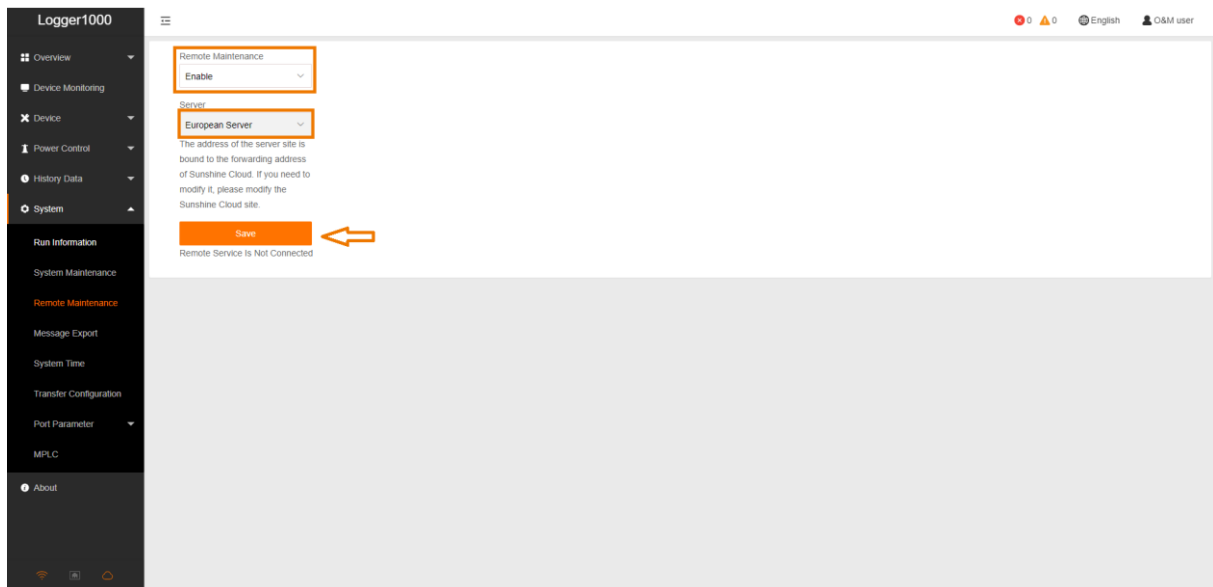 Logger1000
0 0 English O&M user
Overview
Device Monitoring
Device
Power Control
History Data
System
Run Information
System Maintenance
Remote Maintenance
Message Export
System Time
Transfer Configuration
Port Parameter
MPLC
About
Remote Maintenance
Enable
Server
European Server
The address of the server site is
bound to the forwarding address
of Sunshine Cloud. If you need to
modify it, please modify the
Sunshine Cloud site.
Save
Remote Service Is Not Connected